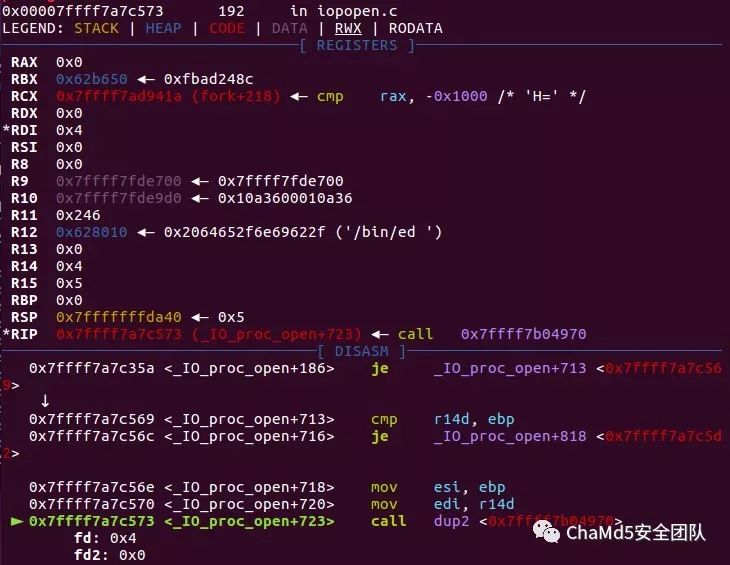 0x00007ffff7a7c573      192     in iopopen.c
LEGEND: STACK | HEAP | CODE | DATA | RWX | RODATA
[ REGISTERS ]
RAX  0x0
RBX  0x62b650 ◂— 0xfbad248c
RCX  0x7ffff7ad941a (fork+218) ◂— cmp    rax, -0x1000 /* 'H=' */
RDX  0x0
*RDI  0x4
RSI  0x0
R8   0x0
R9   0x7ffff7fde700 ◂— 0x7ffff7fde700
R10  0x7ffff7fde9d0 ◂— 0x10a3600010a36
R11  0x246
R12  0x628010 ◂— 0x2064652f6e69622f ('/bin/ed ')
R13  0x0
R14  0x4
R15  0x5
RBP  0x0
RSP  0x7fffffffda40 ◂— 0x5
*RIP  0x7ffff7a7c573 (_IO_proc_open+723) ◂— call   0x7ffff7b04970
[ DISASM ]
0x7ffff7a7c35a <_IO_proc_open+186>    je     _IO_proc_open+713 <0x7ffff7a7c56
9>
↓
0x7ffff7a7c569 <_IO_proc_open+713>    cmp    r14d, ebp
0x7ffff7a7c56c <_IO_proc_open+716>    je     _IO_proc_open+818 <0x7ffff7a7c5d
2>
0x7ffff7a7c56e <_IO_proc_open+718>    mov    esi, ebp
0x7ffff7a7c570 <_IO_proc_open+720>    mov    edi, r14d
► 0x7ffff7a7c573 <_IO_proc_open+723>    call   dup2 <0x7ffff7b04970>
fd: 0x4
fd2: 0x0
ChaMd5安全团队